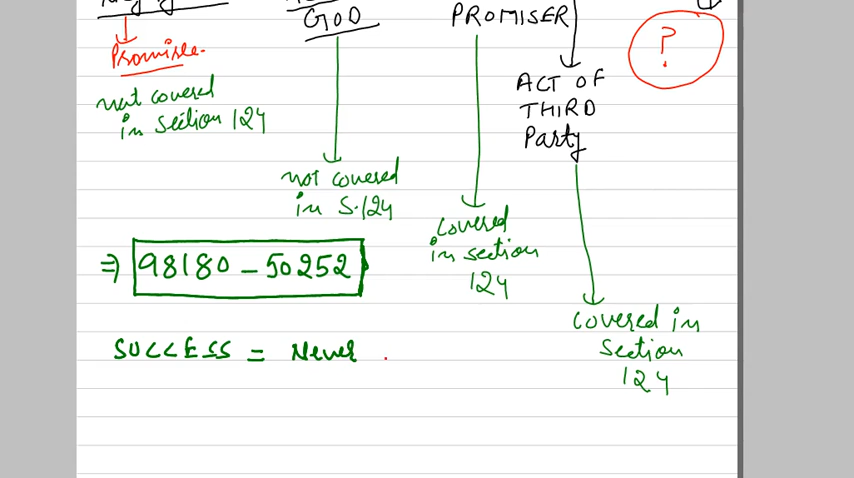 GOD
PROMISER
?
Promisee
not covered
in section 124
ACT OF
THIRD
Party
not covered
in S.124
covered
in section
124
⇒ 98180 - 50252
covered in
section
124
SUCCESS = Never